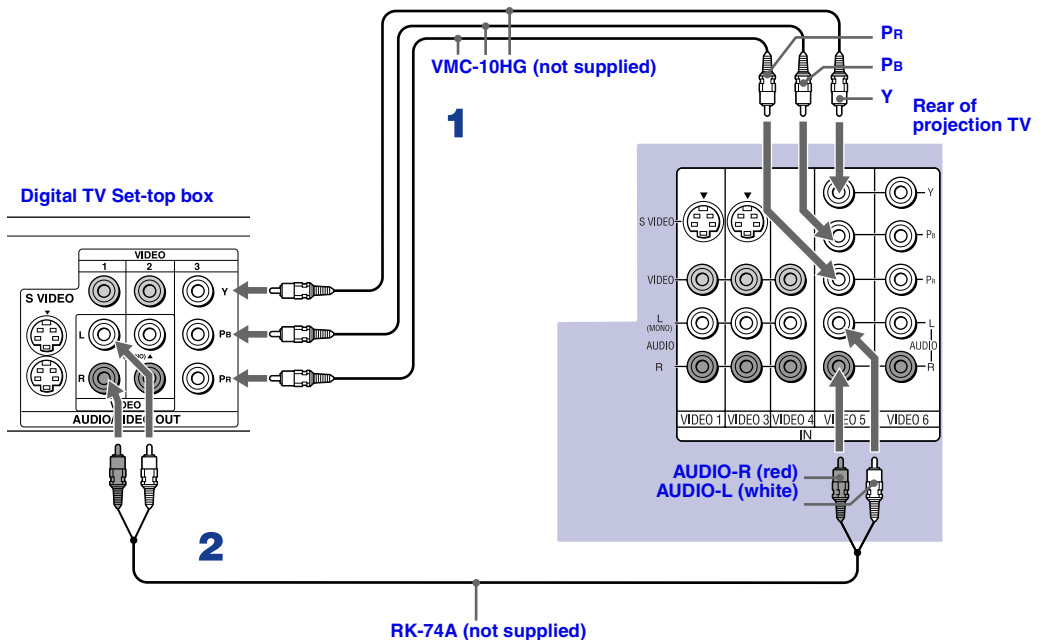 PR
PB
Y
VMC-10HG (not supplied)
1
Rear of
projection TV
Digital TV Set-top box
VIDEO
1 2 3
S VIDEO
Y
L
PB
R
PR
AUDIO/VIDEO OUT
S VIDEO
Y
PB
VIDEO
PR
L
(MONO)
L
AUDIO
AUDIO
R
R
VIDEO 1 VIDEO 3 VIDEO 4 VIDEO 5 VIDEO 6
IN
AUDIO-R (red)
AUDIO-L (white)
2
RK-74A (not supplied)